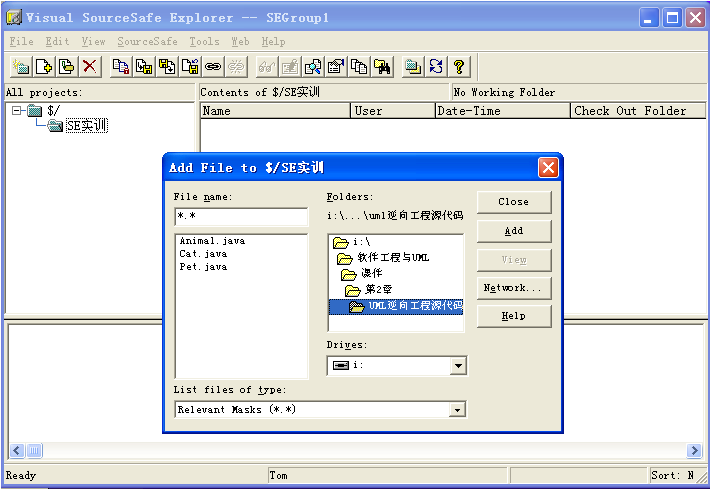 Visual SourceSafe Explorer -- SEGroup1
File Edit View SourceSafe Tools Web Help
All projects:
Contents of $/SE实训
No Working Folder
$/
SE实训
Name User Date-Time Check Out Folder
Add File to $/SE实训
File name:
*.*
Animal.java
Cat.java
Pet.java
Folders:
i:\...\uml逆向工程源代码
i:\
软件工程与UML
课件
第2章
UML逆向工程源代码
Drives:
i:
List files of type:
Relevant Masks (*.*)
Close
Add
View
Network...
Help
Ready
Tom
Sort: N